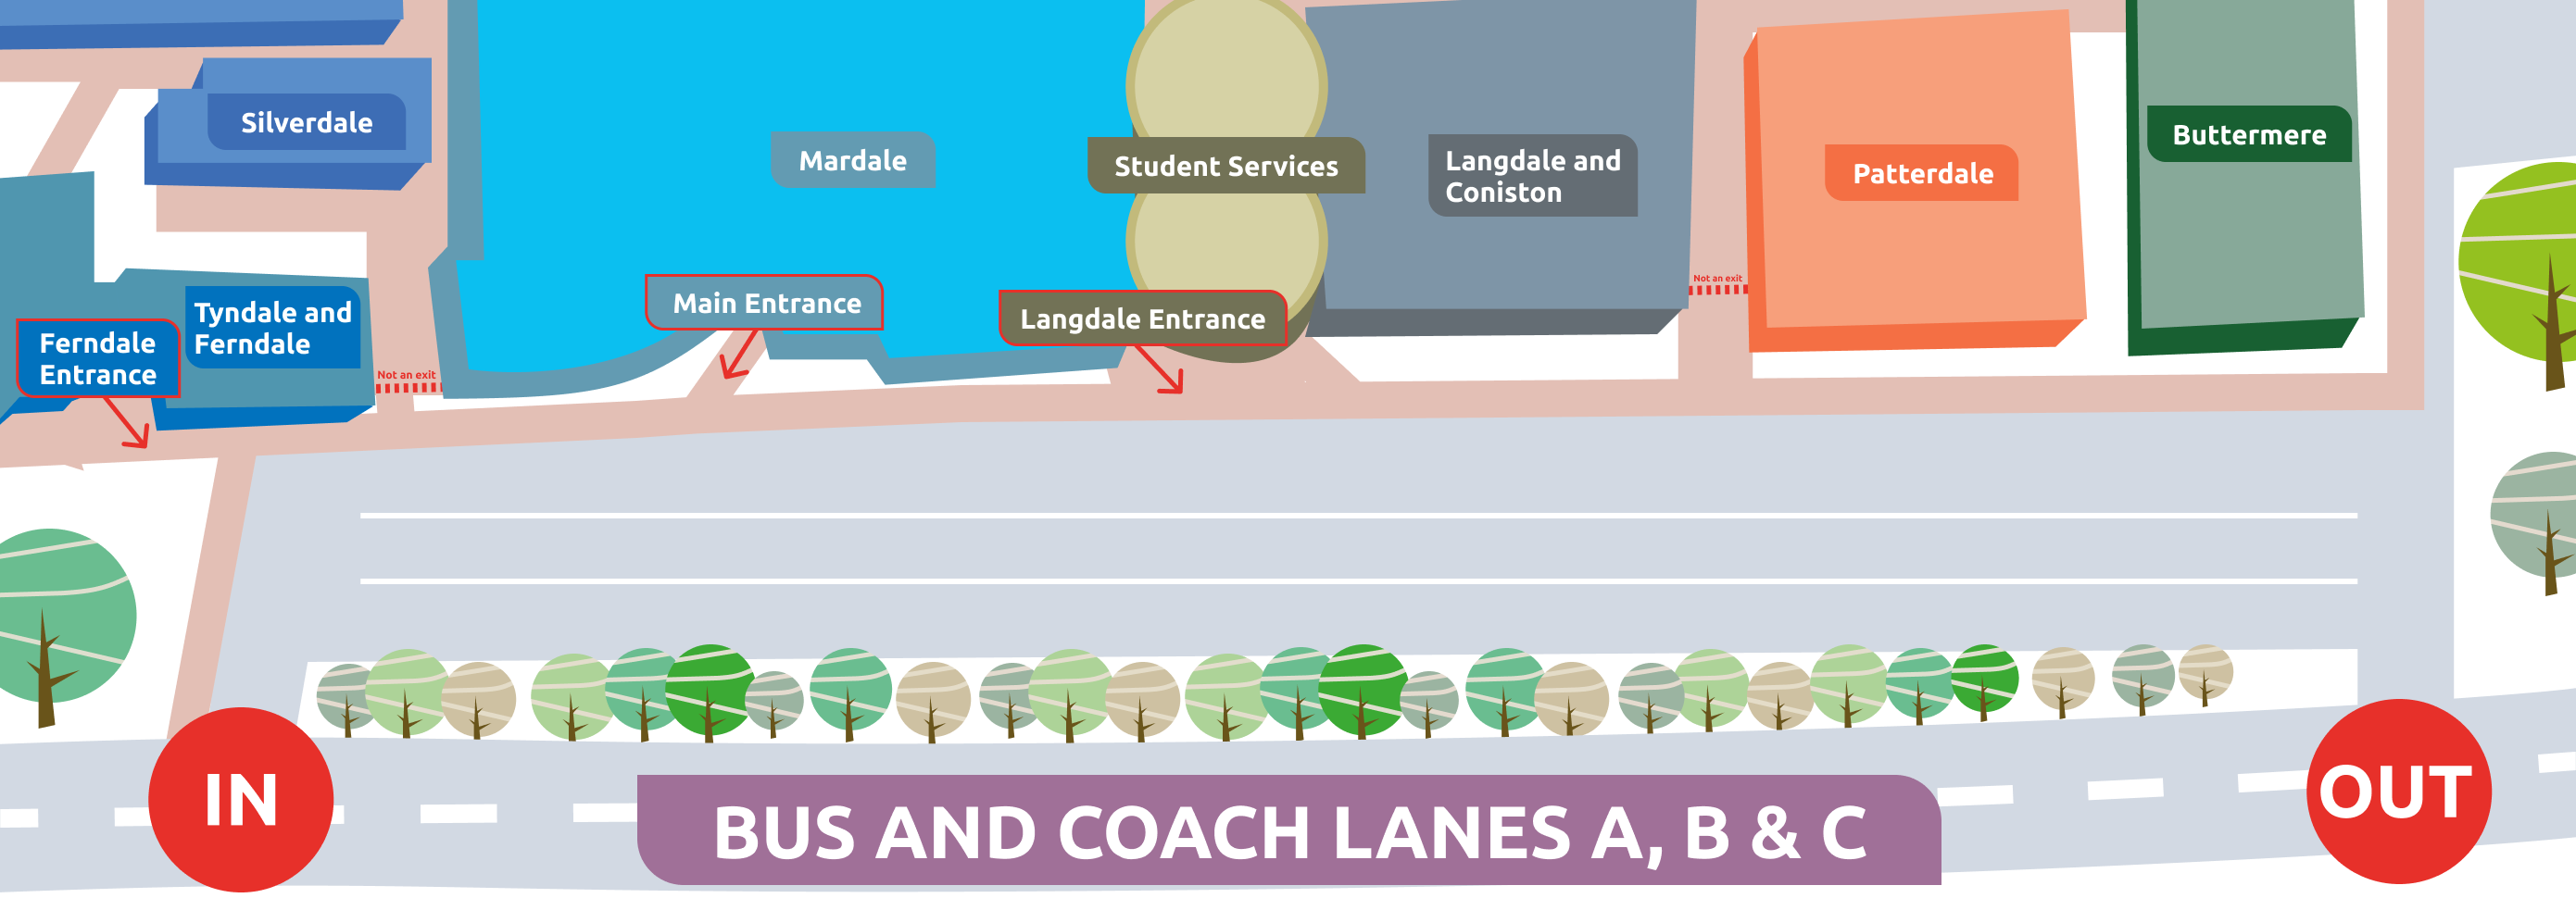 Silverdale
Mardale
Student Services
Langdale and
Coniston
Patterdale
Buttermere
Tyndale and
Ferndale
Ferndale
Entrance
Not an exit
Main Entrance
Langdale Entrance
Not an exit
IN
BUS AND COACH LANES A, B & C
OUT